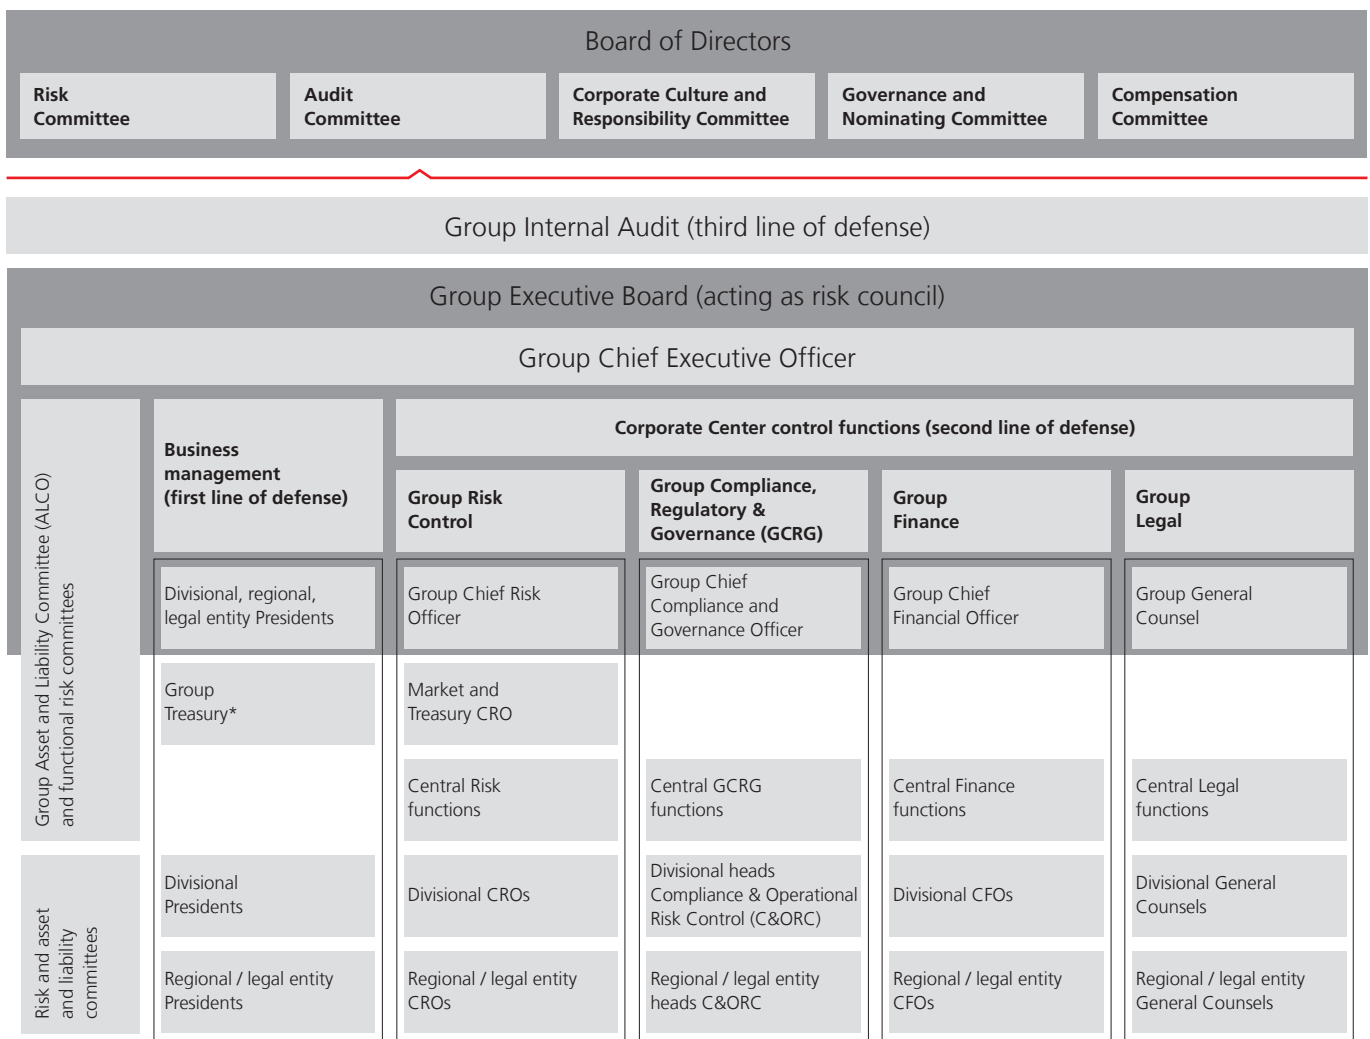 Board of Directors
Risk
Committee
Audit
Committee
Corporate Culture and
Responsibility Committee
Governance and
Nominating Committee
Compensation
Committee
Group Internal Audit (third line of defense)
Group Executive Board (acting as risk council)
Group Chief Executive Officer
Group Asset and Liability Committee (ALCO)
and functional risk committees
Business
management
(first line of defense)
Corporate Center control functions (second line of defense)
Group Risk
Control
Group Compliance,
Regulatory &
Governance (GCRG)
Group
Finance
Group
Legal
Divisional, regional,
legal entity Presidents
Group Chief Risk
Officer
Group Chief
Compliance and
Governance Officer
Group Chief
Financial Officer
Group General
Counsel
Group
Treasury*
Market and
Treasury CRO
Central Risk
functions
Central GCRG
functions
Central Finance
functions
Central Legal
functions
Risk and asset
and liability
committees
Divisional
Presidents
Divisional CROs
Divisional heads
Compliance & Operational
Risk Control (C&ORC)
Divisional CFOs
Divisional General
Counsels
Regional / legal entity
Presidents
Regional / legal entity
CROs
Regional / legal entity
heads C&ORC
Regional / legal entity
CFOs
Regional / legal entity
General Counsels